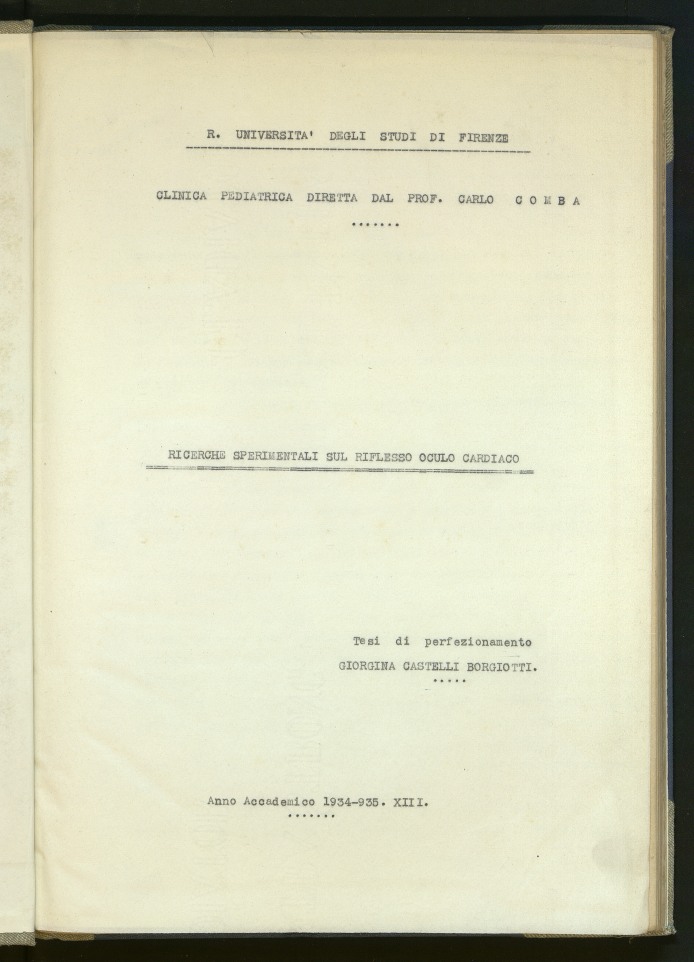 R. UNIVERSITA' DEGLI STUDI DI FIRENZE
CLINICA PEDIATRICA DIRETTA DAL PROF. CARLO C O M B A
.......
RICERCHE SPERIMENTALI SUL RIFLESSO OCULO CARDIACO
Tesi di perfezionamento
GIORGINA CASTELLI BORGIOTTI.
.....
Anno Accademico 1934-935. XIII.
.......